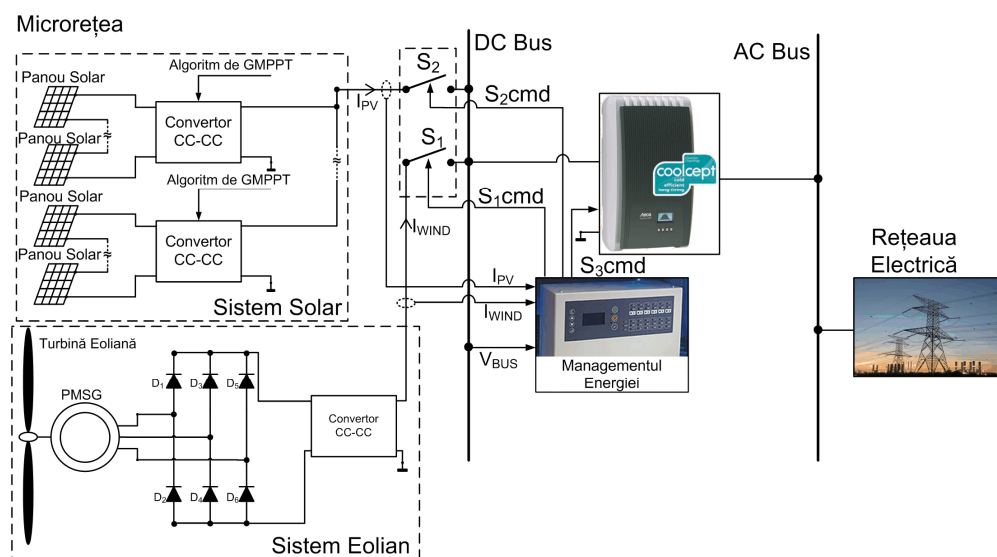 Microrețea
Algoritm de GMPPT
Panou Solar
Convertor
CC-CC
Panou Solar
Algoritm de GMPPT
Panou Solar
Convertor
CC-CC
Panou Solar
Sistem Solar
I_PV
S2
S1
I_WIND
DC Bus
AC Bus
S2cmd
S1cmd
S3cmd
coolcept
I_PV
I_WIND
V_BUS
Managementul
Energiei
Rețeaua
Electrică
Turbină Eoliană
PMSG
D1
D3
D5
D2
D4
D6
Convertor
CC-CC
Sistem Eolian